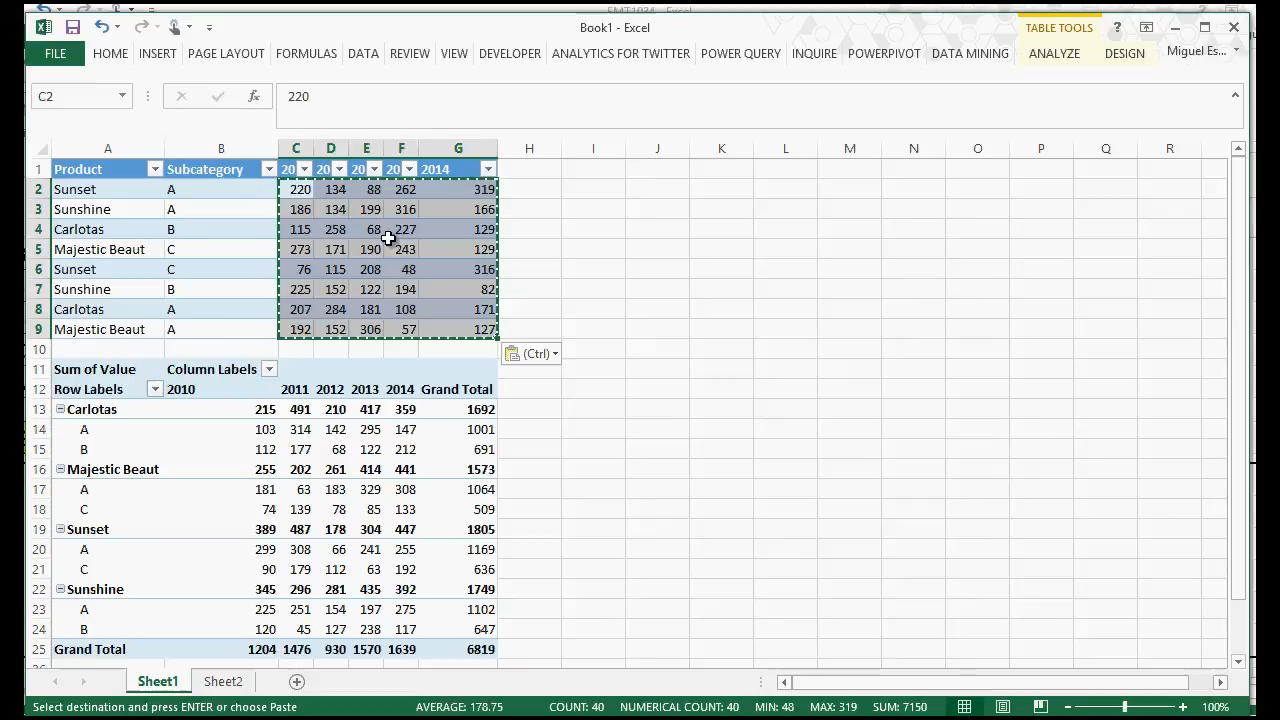 Book1 - Excel
TABLE TOOLS
FILE HOME INSERT PAGE LAYOUT FORMULAS DATA REVIEW VIEW DEVELOPER ANALYTICS FOR TWITTER POWER QUERY INQUIRE POWERPIVOT DATA MINING ANALYZE DESIGN Miguel Es...
C2 fx 220
A B C D E F G H I J K L M N O P Q R
1 Product Subcategory 20 20 20 20 2014
2 Sunset A 220 134 88 262 319
3 Sunshine A 186 134 199 316 166
4 Carlotas B 115 258 68 227 129
5 Majestic Beaut C 273 171 190 243 129
6 Sunset C 76 115 208 48 316
7 Sunshine B 225 152 122 194 82
8 Carlotas A 207 284 181 108 171
9 Majestic Beaut A 192 152 306 57 127
10 (Ctrl)
11 Sum of Value Column Labels
12 Row Labels 2010 2011 2012 2013 2014 Grand Total
13 Carlotas 215 491 210 417 359 1692
14 A 103 314 142 295 147 1001
15 B 112 177 68 122 212 691
16 Majestic Beaut 255 202 261 414 441 1573
17 A 181 63 183 329 308 1064
18 C 74 139 78 85 133 509
19 Sunset 389 487 178 304 447 1805
20 A 299 308 66 241 255 1169
21 C 90 179 112 63 192 636
22 Sunshine 345 296 281 435 392 1749
23 A 225 251 154 197 275 1102
24 B 120 45 127 238 117 647
25 Grand Total 1204 1476 930 1570 1639 6819
Sheet1 Sheet2
Select destination and press ENTER or choose Paste AVERAGE: 178.75 COUNT: 40 NUMERICAL COUNT: 40 MIN: 48 MAX: 319 SUM: 7150 100%